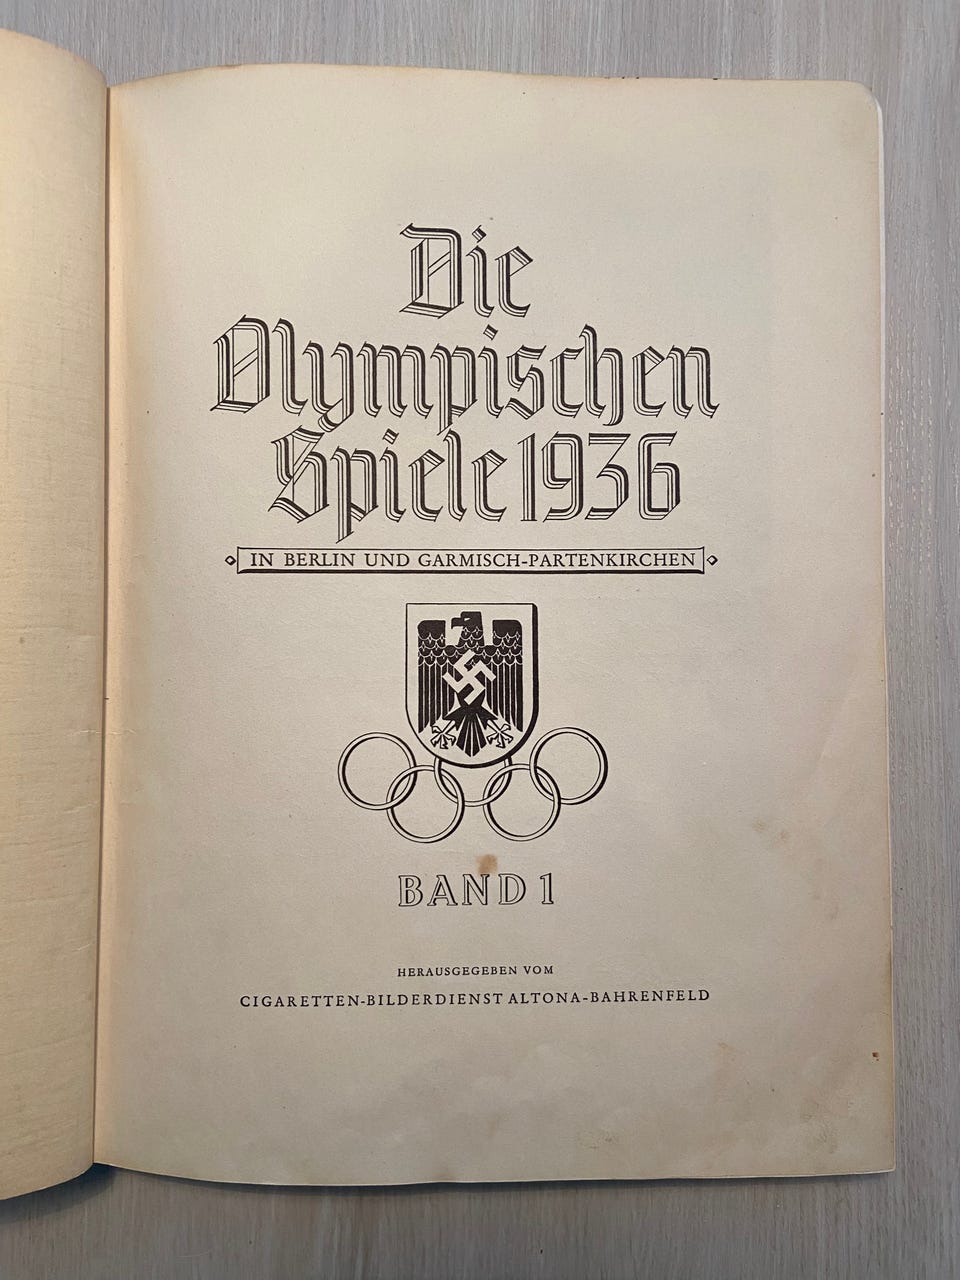 Die
Olympischen
Spiele 1936
IN BERLIN UND GARMISCH-PARTENKIRCHEN
BAND 1
HERAUSGEGEBEN VOM
CIGARETTEN-BILDERDIENST ALTONA-BAHRENFELD